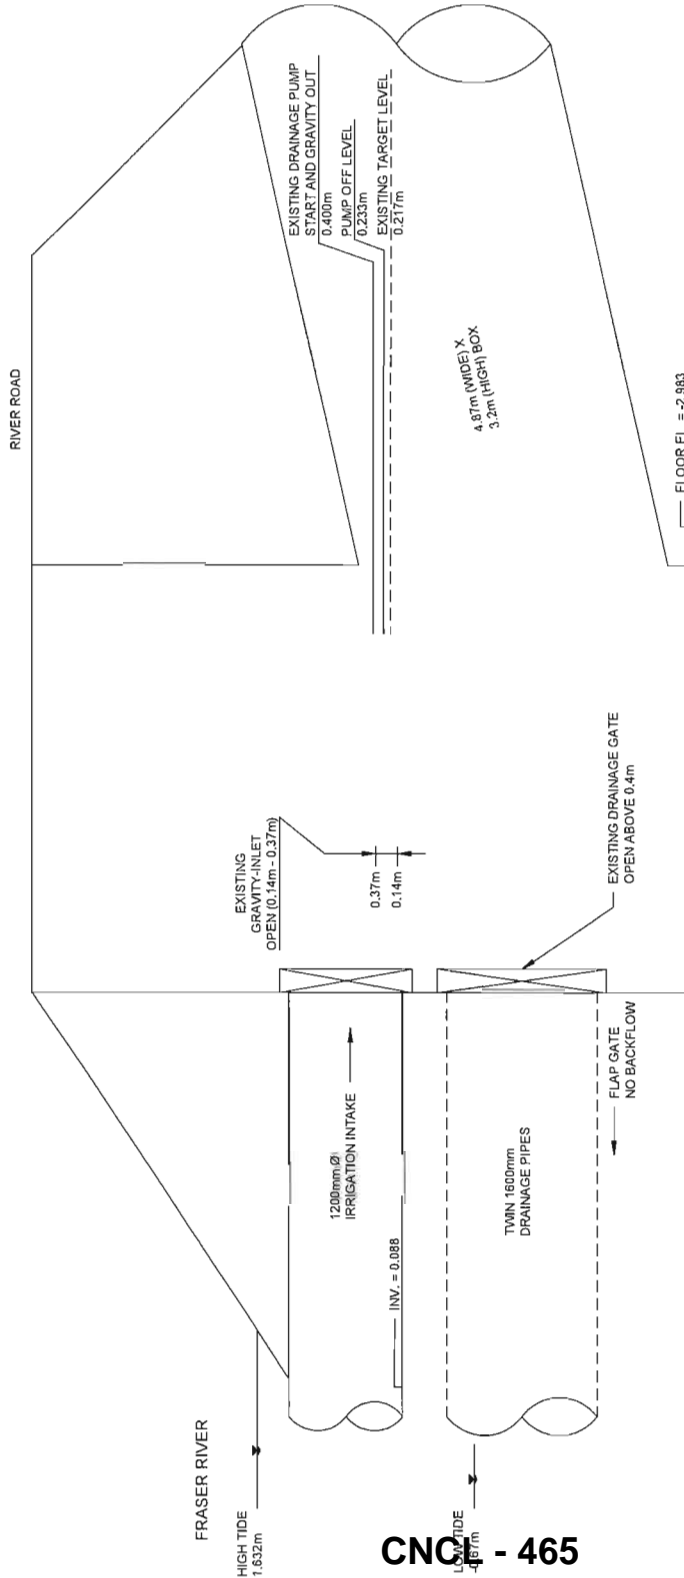 RIVER ROAD
EXISTING DRAINAGE PUMP
START AND GRAVITY OUT
0.400m
PUMP OFF LEVEL
0.233m
EXISTING TARGET LEVEL
0.217m
4.87m (WIDE) X
3.2m (HIGH) BOX
FLOOR EL. = -2.983
EXISTING
GRAVITY-INLET
OPEN (0.14m - 0.37m)
0.37m
0.14m
EXISTING DRAINAGE GATE
OPEN ABOVE 0.4m
1200mm Ø
IRRIGATION INTAKE
INV. = 0.088
TWIN 1600mm
DRAINAGE PIPES
FLAP GATE
NO BACKFLOW
FRASER RIVER
HIGH TIDE
1.632m
LOW TIDE
CNCL - 465